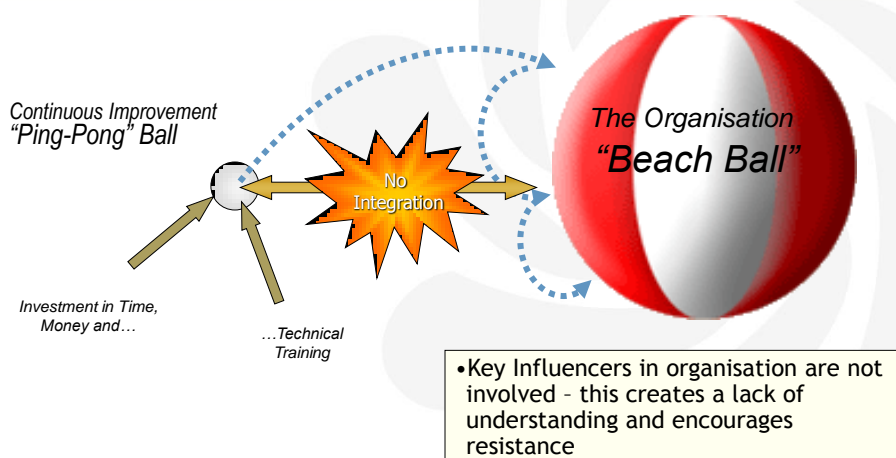 Continuous Improvement
“Ping-Pong” Ball
The Organisation
“Beach Ball”
No
Integration
Investment in Time,
Money and…
…Technical
Training
•Key Influencers in organisation are not
involved – this creates a lack of
understanding and encourages
resistance